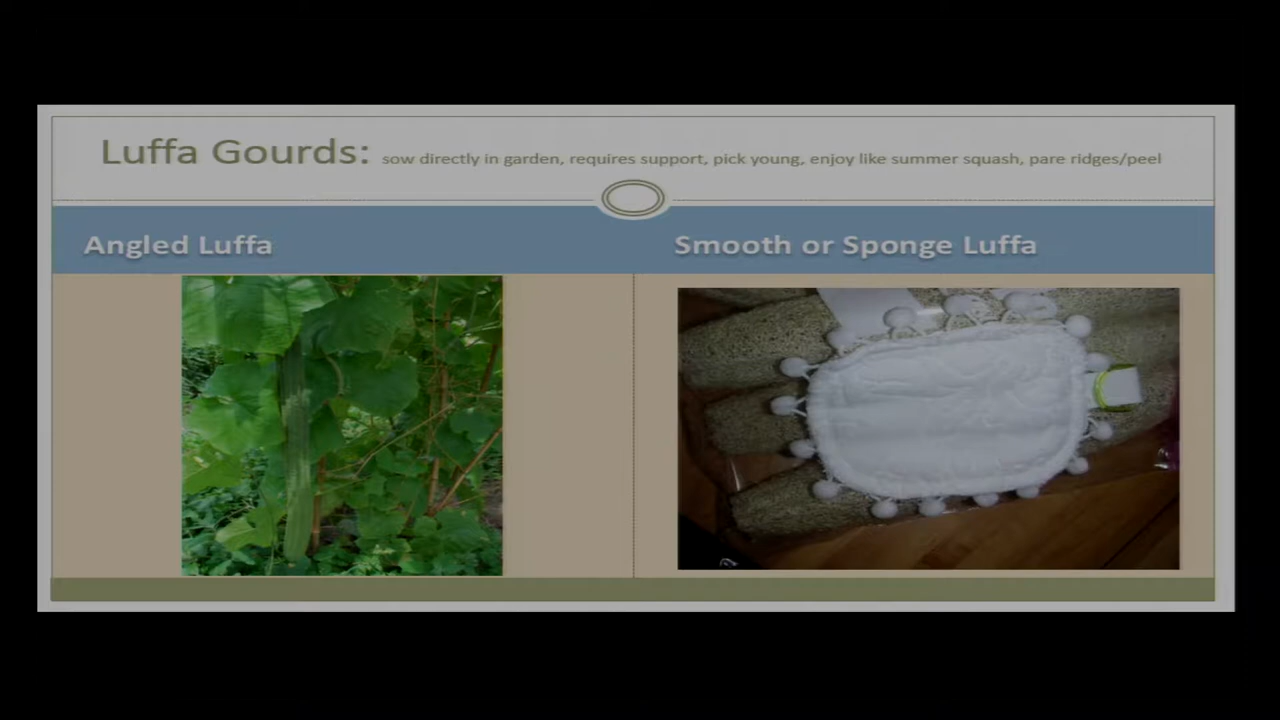 Luffa Gourds: sow directly in garden, requires support, pick young, enjoy like summer squash, pare ridges/peel
Angled Luffa
Smooth or Sponge Luffa